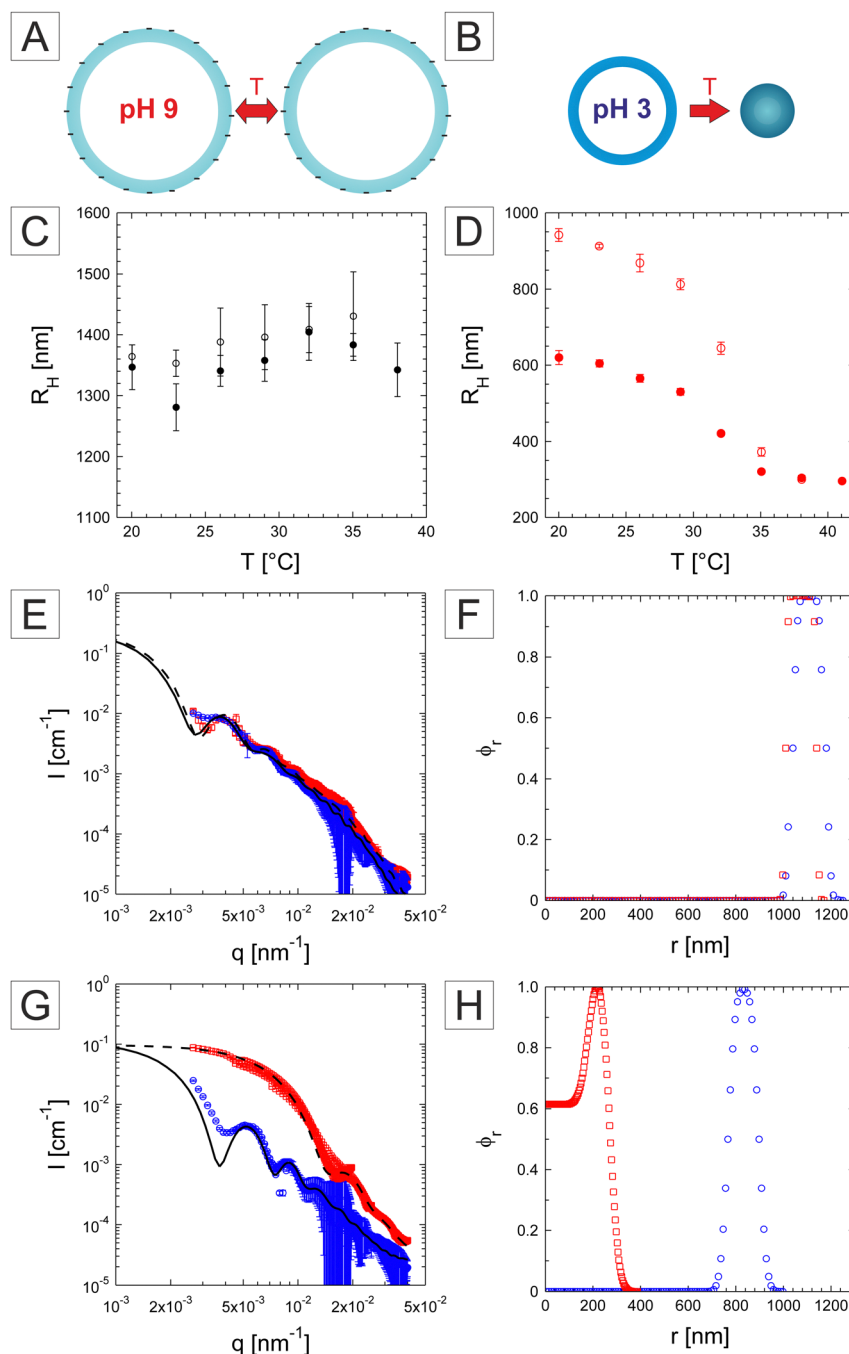 A
T
pH 9
B
T
pH 3
C
1600
1500
1400
1300
1200
1100
R_H [nm]
20 25 30 35 40
T [°C]
D
1000
800
600
400
200
R_H [nm]
20 25 30 35 40
T [°C]
E
10^0
10^-1
10^-2
10^-3
10^-4
10^-5
I [cm^-1]
10^-3 2x10^-3 5x10^-3 10^-2 2x10^-2 5x10^-2
q [nm^-1]
F
1.0
0.8
0.6
0.4
0.2
0
ϕ_r
0 200 400 600 800 1000 1200
r [nm]
G
10^0
10^-1
10^-2
10^-3
10^-4
10^-5
I [cm^-1]
10^-3 2x10^-3 5x10^-3 10^-2 2x10^-2 5x10^-2
q [nm^-1]
H
1.0
0.8
0.6
0.4
0.2
0
ϕ_r
0 200 400 600 800 1000 1200
r [nm]